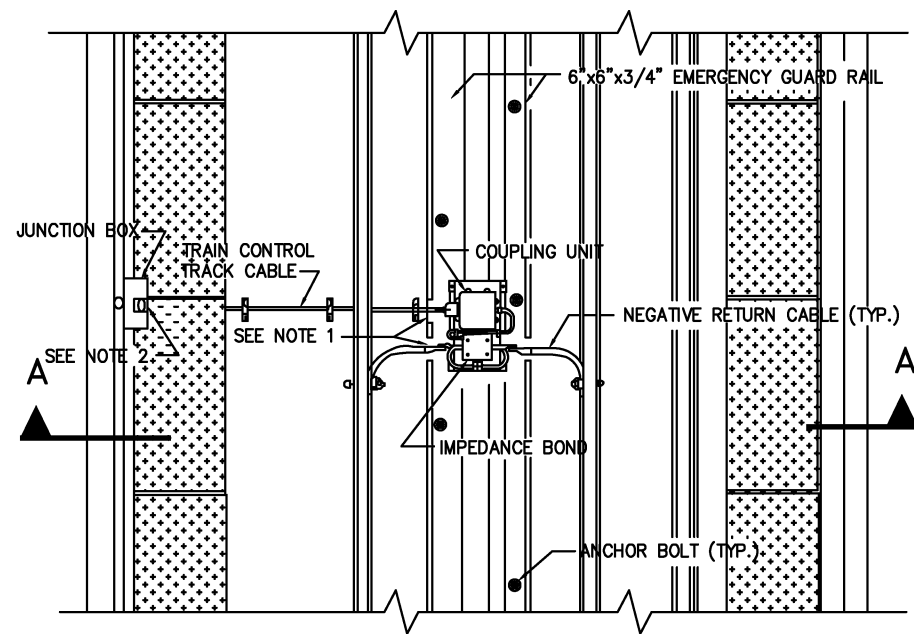 6"x6"x3/4" EMERGENCY GUARD RAIL
JUNCTION BOX
TRAIN CONTROL
TRACK CABLE
COUPLING UNIT
NEGATIVE RETURN CABLE (TYP.)
SEE NOTE 1
SEE NOTE 2
A
A
IMPEDANCE BOND
ANCHOR BOLT (TYP.)